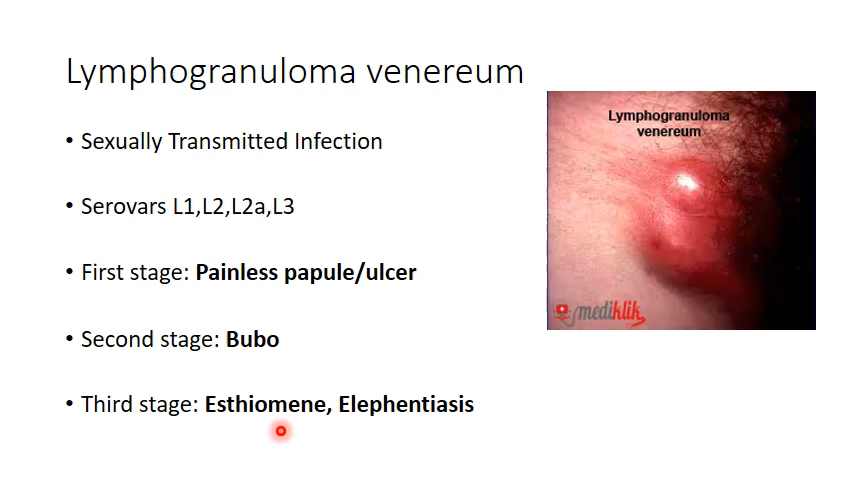 Lymphogranuloma venereum
• Sexually Transmitted Infection
• Serovars L1,L2,L2a,L3
• First stage: Painless papule/ulcer
• Second stage: Bubo
• Third stage: Esthiomene, Elephentiasis
Lymphogranuloma
venereum
mediklik